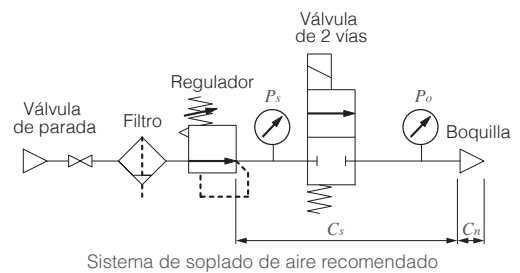 Válvula
de 2 vías
Regulador
Ps
Po
Válvula
de parada
Filtro
Boquilla
Cs
Cn
Sistema de soplado de aire recomendado